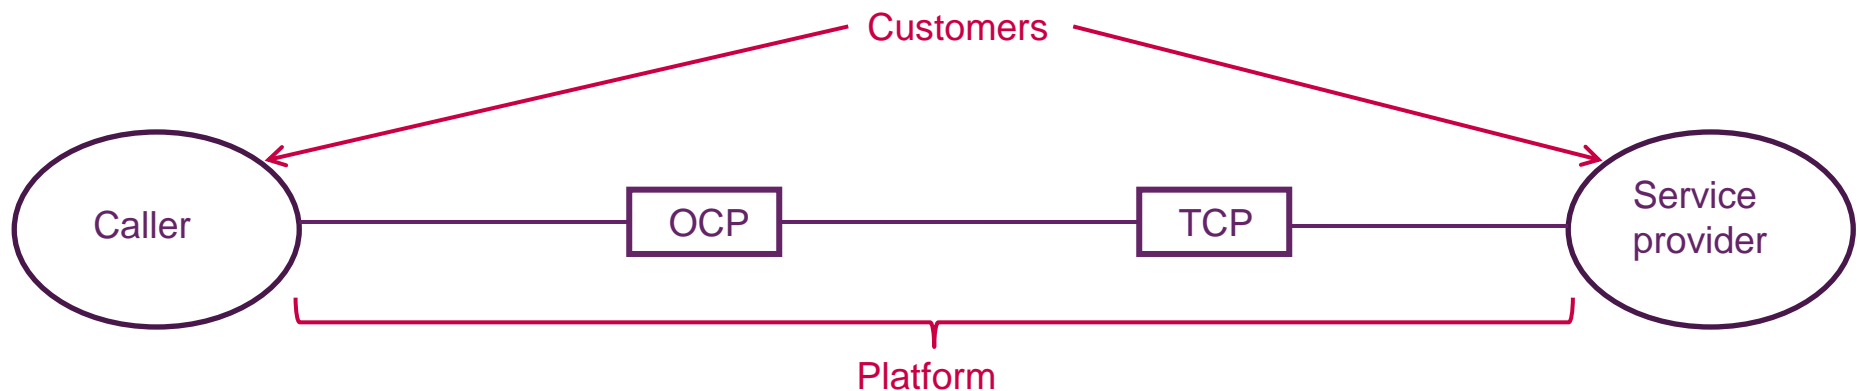 Customers
Caller
OCP
TCP
Service
provider
Platform